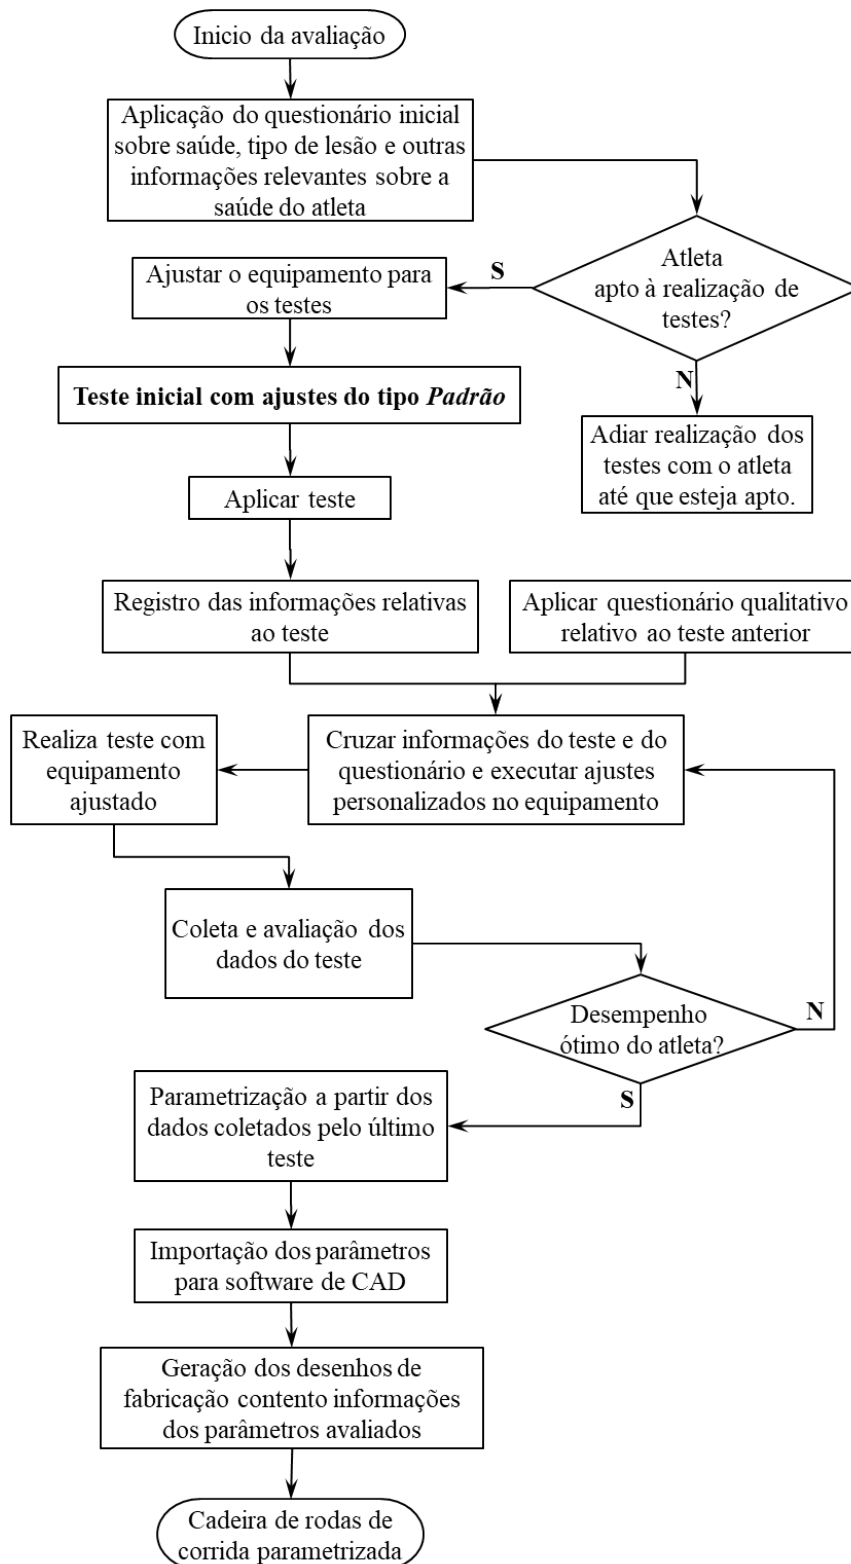 Inicio da avaliação
Aplicação do questionário inicial
sobre saúde, tipo de lesão e outras
informações relevantes sobre a
saúde do atleta
Atleta
apto à realização de
testes?
S
Ajustar o equipamento para
os testes
N
Teste inicial com ajustes do tipo Padrão
Adiar realização dos
testes com o atleta
até que esteja apto.
Aplicar teste
Registro das informações relativas
ao teste
Aplicar questionário qualitativo
relativo ao teste anterior
Cruzar informações do teste e do
questionário e executar ajustes
personalizados no equipamento
Realiza teste com
equipamento
ajustado
Coleta e avaliação dos
dados do teste
Desempenho
ótimo do atleta?
N
S
Parametrização a partir dos
dados coletados pelo último
teste
Importação dos parâmetros
para software de CAD
Geração dos desenhos de
fabricação contento informações
dos parâmetros avaliados
Cadeira de rodas de
corrida parametrizada